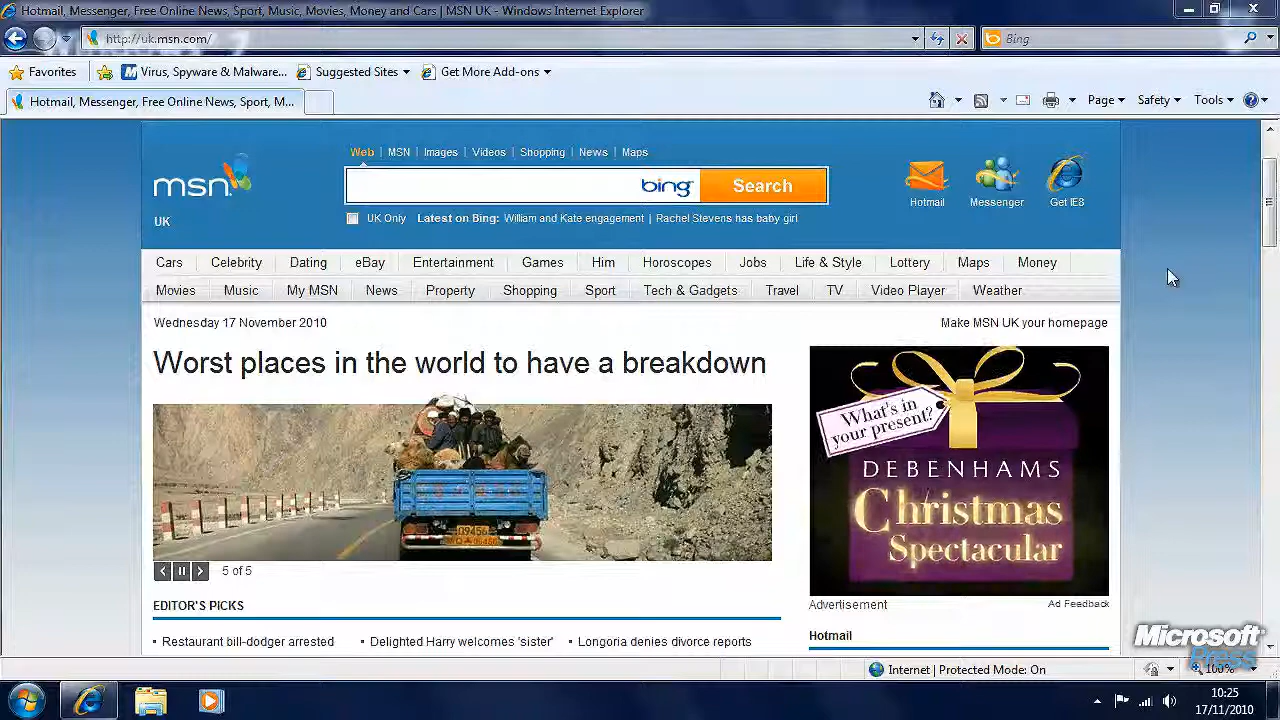 Hotmail, Messenger, Free Online News, Sport, Music, Movies, Money and Cars | MSN UK - Windows Internet Explorer
http://uk.msn.com/
Bing
Favorites
Virus, Spyware & Malware...
Suggested Sites
Get More Add-ons
Hotmail, Messenger, Free Online News, Sport, M...
Page
Safety
Tools
Web | MSN | Images | Videos | Shopping | News | Maps
msn
UK
bing
Search
Hotmail
Messenger
Get IE8
UK Only
Latest on Bing: William and Kate engagement | Rachel Stevens has baby girl
Cars Celebrity Dating eBay Entertainment Games Him Horoscopes Jobs Life & Style Lottery Maps Money
Movies Music My MSN News Property Shopping Sport Tech & Gadgets Travel TV Video Player Weather
Wednesday 17 November 2010
Make MSN UK your homepage
Worst places in the world to have a breakdown
What's in
your present?
DEBENHAMS
Christmas
Spectacular
5 of 5
Advertisement
Ad Feedback
EDITOR'S PICKS
Hotmail
Restaurant bill-dodger arrested
Delighted Harry welcomes 'sister'
Longoria denies divorce reports
Microsoft
Press
Internet | Protected Mode: On
100%
10:25
17/11/2010